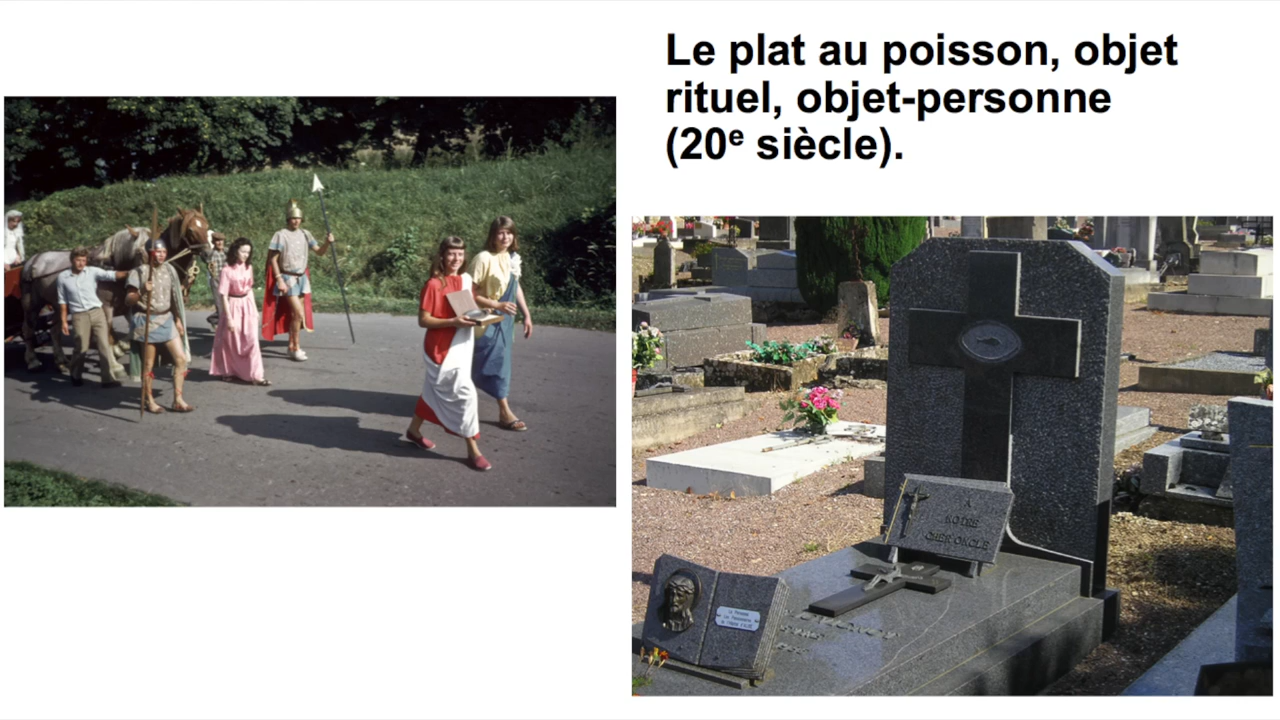 Le plat au poisson, objet
rituel, objet-personne
(20e siècle).
À
NOTRE
CHER ONCLE